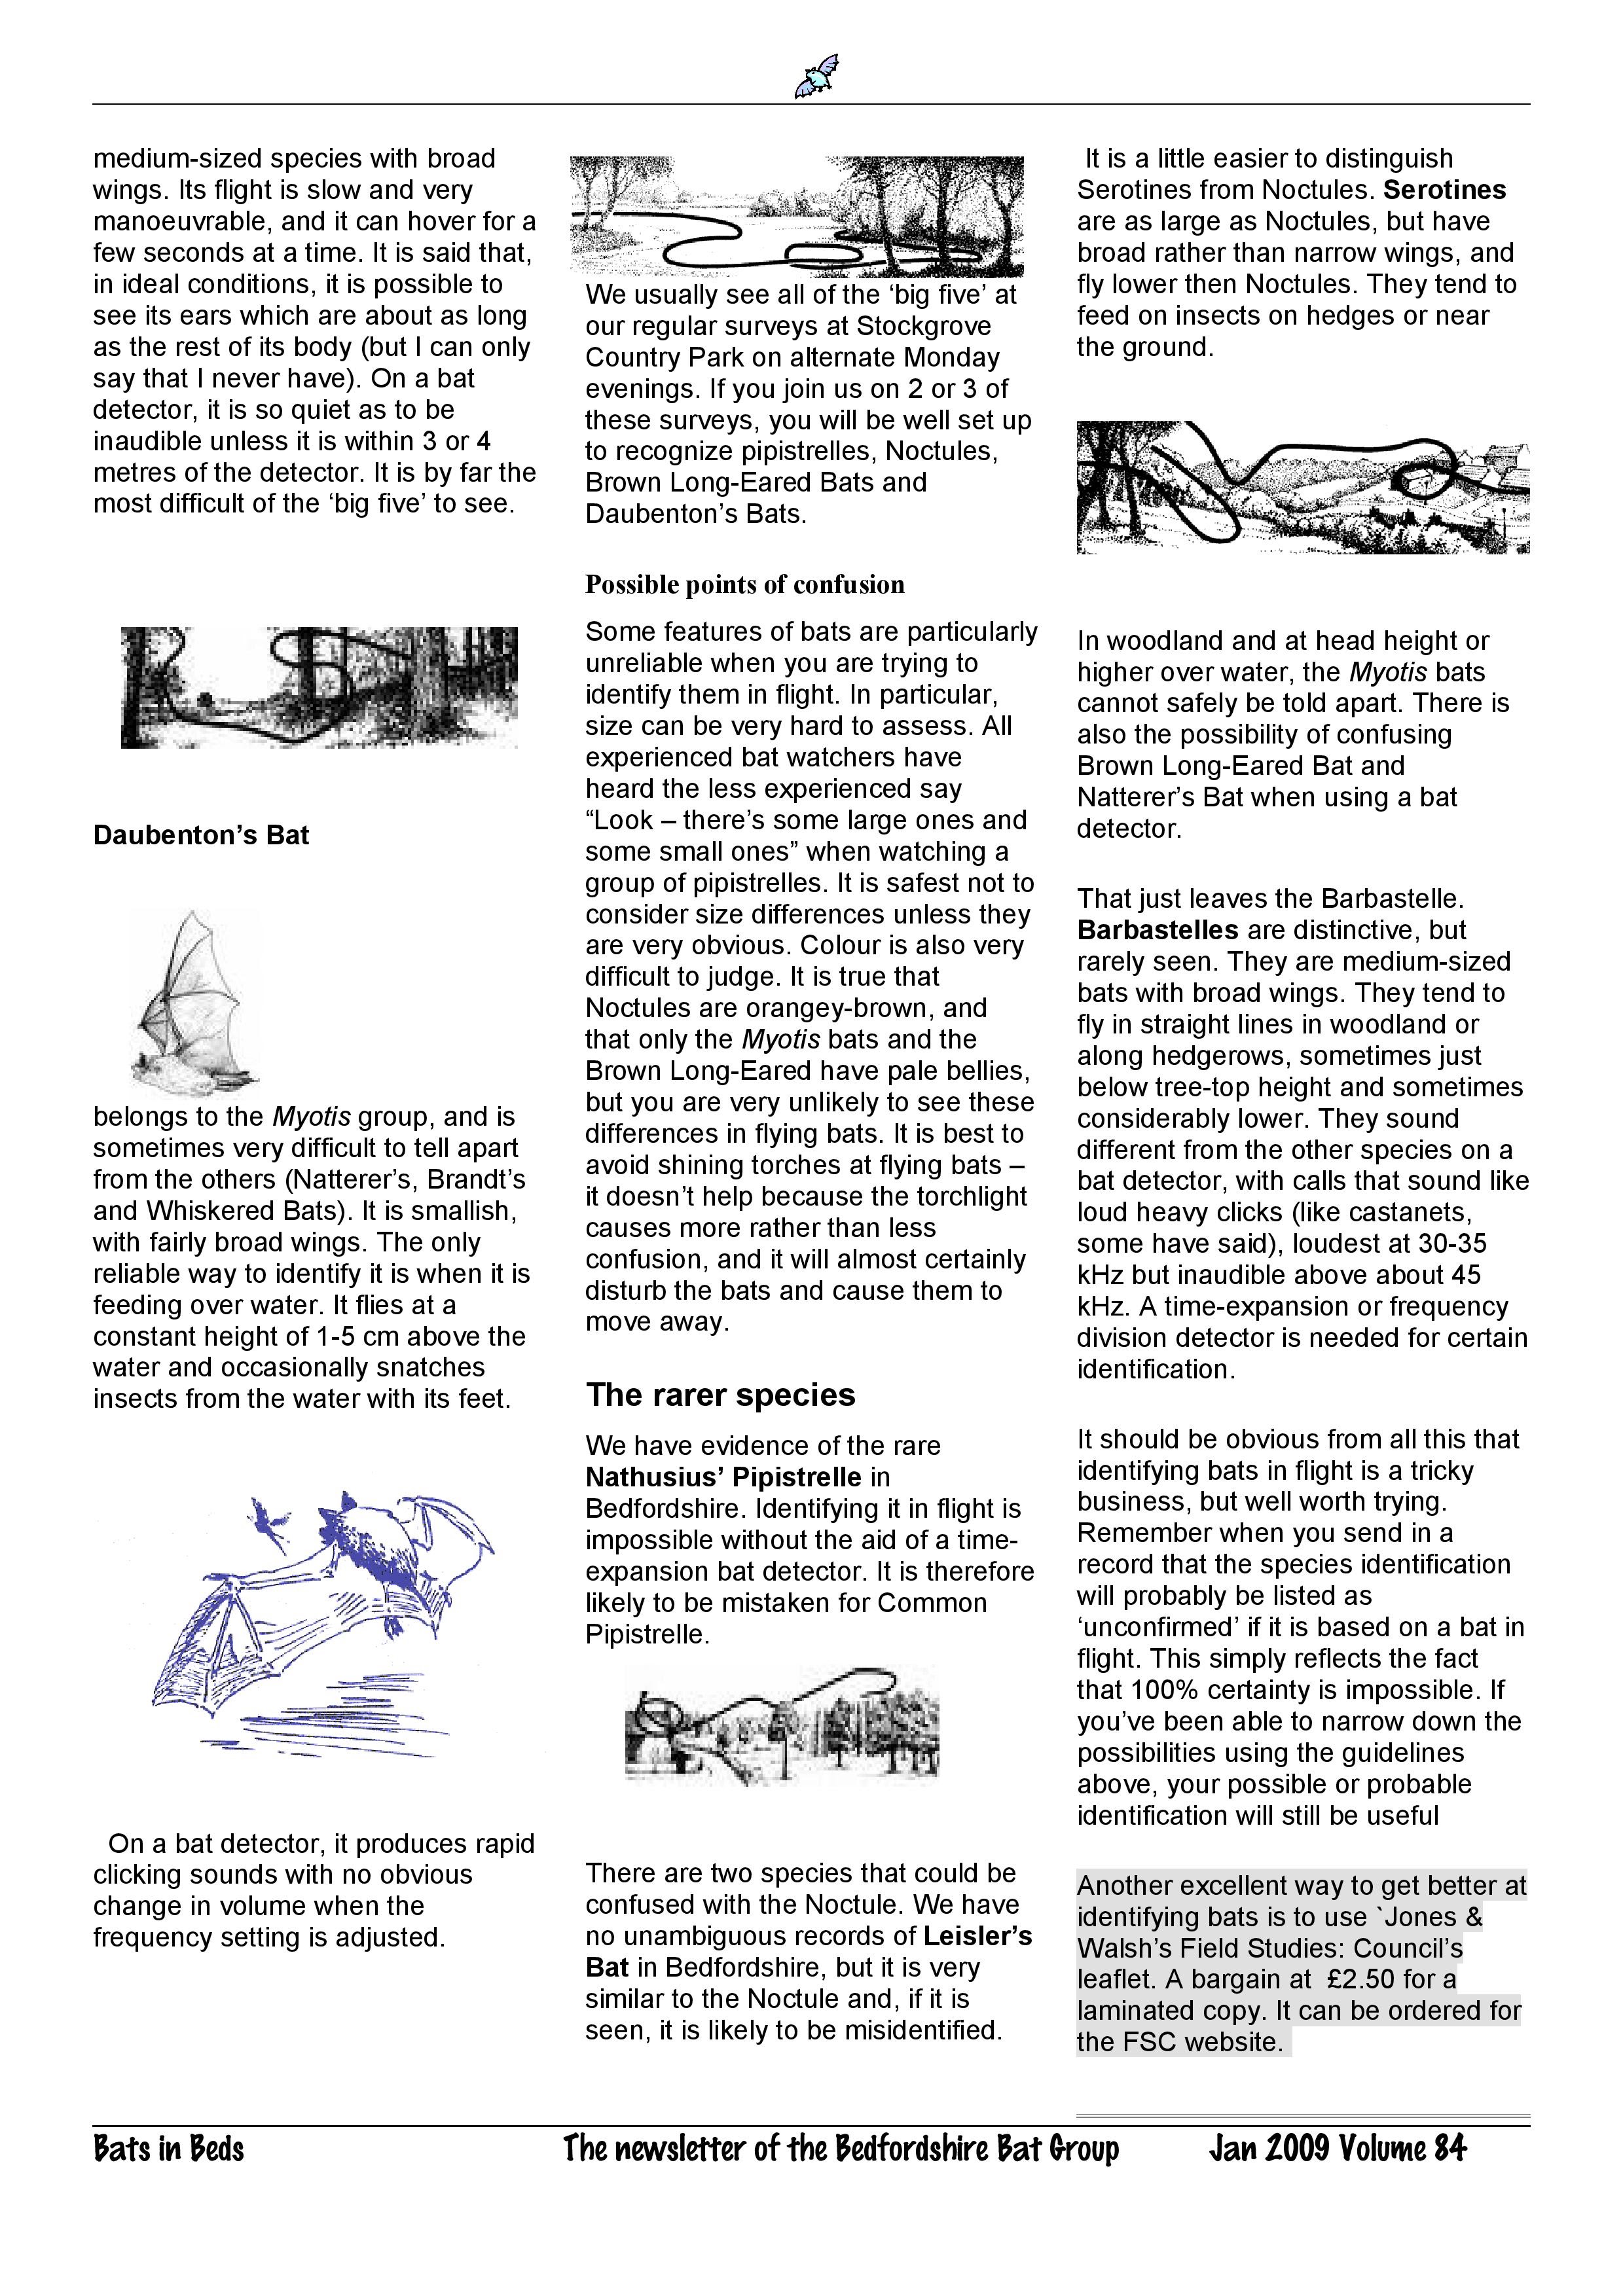 medium-sized species with broad
wings. Its flight is slow and very
manoeuvrable, and it can hover for a
few seconds at a time. It is said that,
in ideal conditions, it is possible to
see its ears which are about as long
as the rest of its body (but I can only
say that I never have). On a bat
detector, it is so quiet as to be
inaudible unless it is within 3 or 4
metres of the detector. It is by far the
most difficult of the ‘big five’ to see.
Daubenton’s Bat
belongs to the Myotis group, and is
sometimes very difficult to tell apart
from the others (Natterer’s, Brandt’s
and Whiskered Bats). It is smallish,
with fairly broad wings. The only
reliable way to identify it is when it is
feeding over water. It flies at a
constant height of 1-5 cm above the
water and occasionally snatches
insects from the water with its feet.
On a bat detector, it produces rapid
clicking sounds with no obvious
change in volume when the
frequency setting is adjusted.
We usually see all of the ‘big five’ at
our regular surveys at Stockgrove
Country Park on alternate Monday
evenings. If you join us on 2 or 3 of
these surveys, you will be well set up
to recognize pipistrelles, Noctules,
Brown Long-Eared Bats and
Daubenton’s Bats.
Possible points of confusion
Some features of bats are particularly
unreliable when you are trying to
identify them in flight. In particular,
size can be very hard to assess. All
experienced bat watchers have
heard the less experienced say
“Look – there’s some large ones and
some small ones” when watching a
group of pipistrelles. It is safest not to
consider size differences unless they
are very obvious. Colour is also very
difficult to judge. It is true that
Noctules are orangey-brown, and
that only the Myotis bats and the
Brown Long-Eared have pale bellies,
but you are very unlikely to see these
differences in flying bats. It is best to
avoid shining torches at flying bats –
it doesn’t help because the torchlight
causes more rather than less
confusion, and it will almost certainly
disturb the bats and cause them to
move away.
The rarer species
We have evidence of the rare
Nathusius’ Pipistrelle in
Bedfordshire. Identifying it in flight is
impossible without the aid of a time-
expansion bat detector. It is therefore
likely to be mistaken for Common
Pipistrelle.
There are two species that could be
confused with the Noctule. We have
no unambiguous records of Leisler’s
Bat in Bedfordshire, but it is very
similar to the Noctule and, if it is
seen, it is likely to be misidentified.
It is a little easier to distinguish
Serotines from Noctules. Serotines
are as large as Noctules, but have
broad rather than narrow wings, and
fly lower then Noctules. They tend to
feed on insects on hedges or near
the ground.
In woodland and at head height or
higher over water, the Myotis bats
cannot safely be told apart. There is
also the possibility of confusing
Brown Long-Eared Bat and
Natterer’s Bat when using a bat
detector.
That just leaves the Barbastelle.
Barbastelles are distinctive, but
rarely seen. They are medium-sized
bats with broad wings. They tend to
fly in straight lines in woodland or
along hedgerows, sometimes just
below tree-top height and sometimes
considerably lower. They sound
different from the other species on a
bat detector, with calls that sound like
loud heavy clicks (like castanets,
some have said), loudest at 30-35
kHz but inaudible above about 45
kHz. A time-expansion or frequency
division detector is needed for certain
identification.
It should be obvious from all this that
identifying bats in flight is a tricky
business, but well worth trying.
Remember when you send in a
record that the species identification
will probably be listed as
‘unconfirmed’ if it is based on a bat in
flight. This simply reflects the fact
that 100% certainty is impossible. If
you’ve been able to narrow down the
possibilities using the guidelines
above, your possible or probable
identification will still be useful
Another excellent way to get better at
identifying bats is to use `Jones &
Walsh’s Field Studies: Council’s
leaflet. A bargain at £2.50 for a
laminated copy. It can be ordered for
the FSC website.
Bats in Beds The newsletter of the Bedfordshire Bat Group Jan 2009 Volume 84